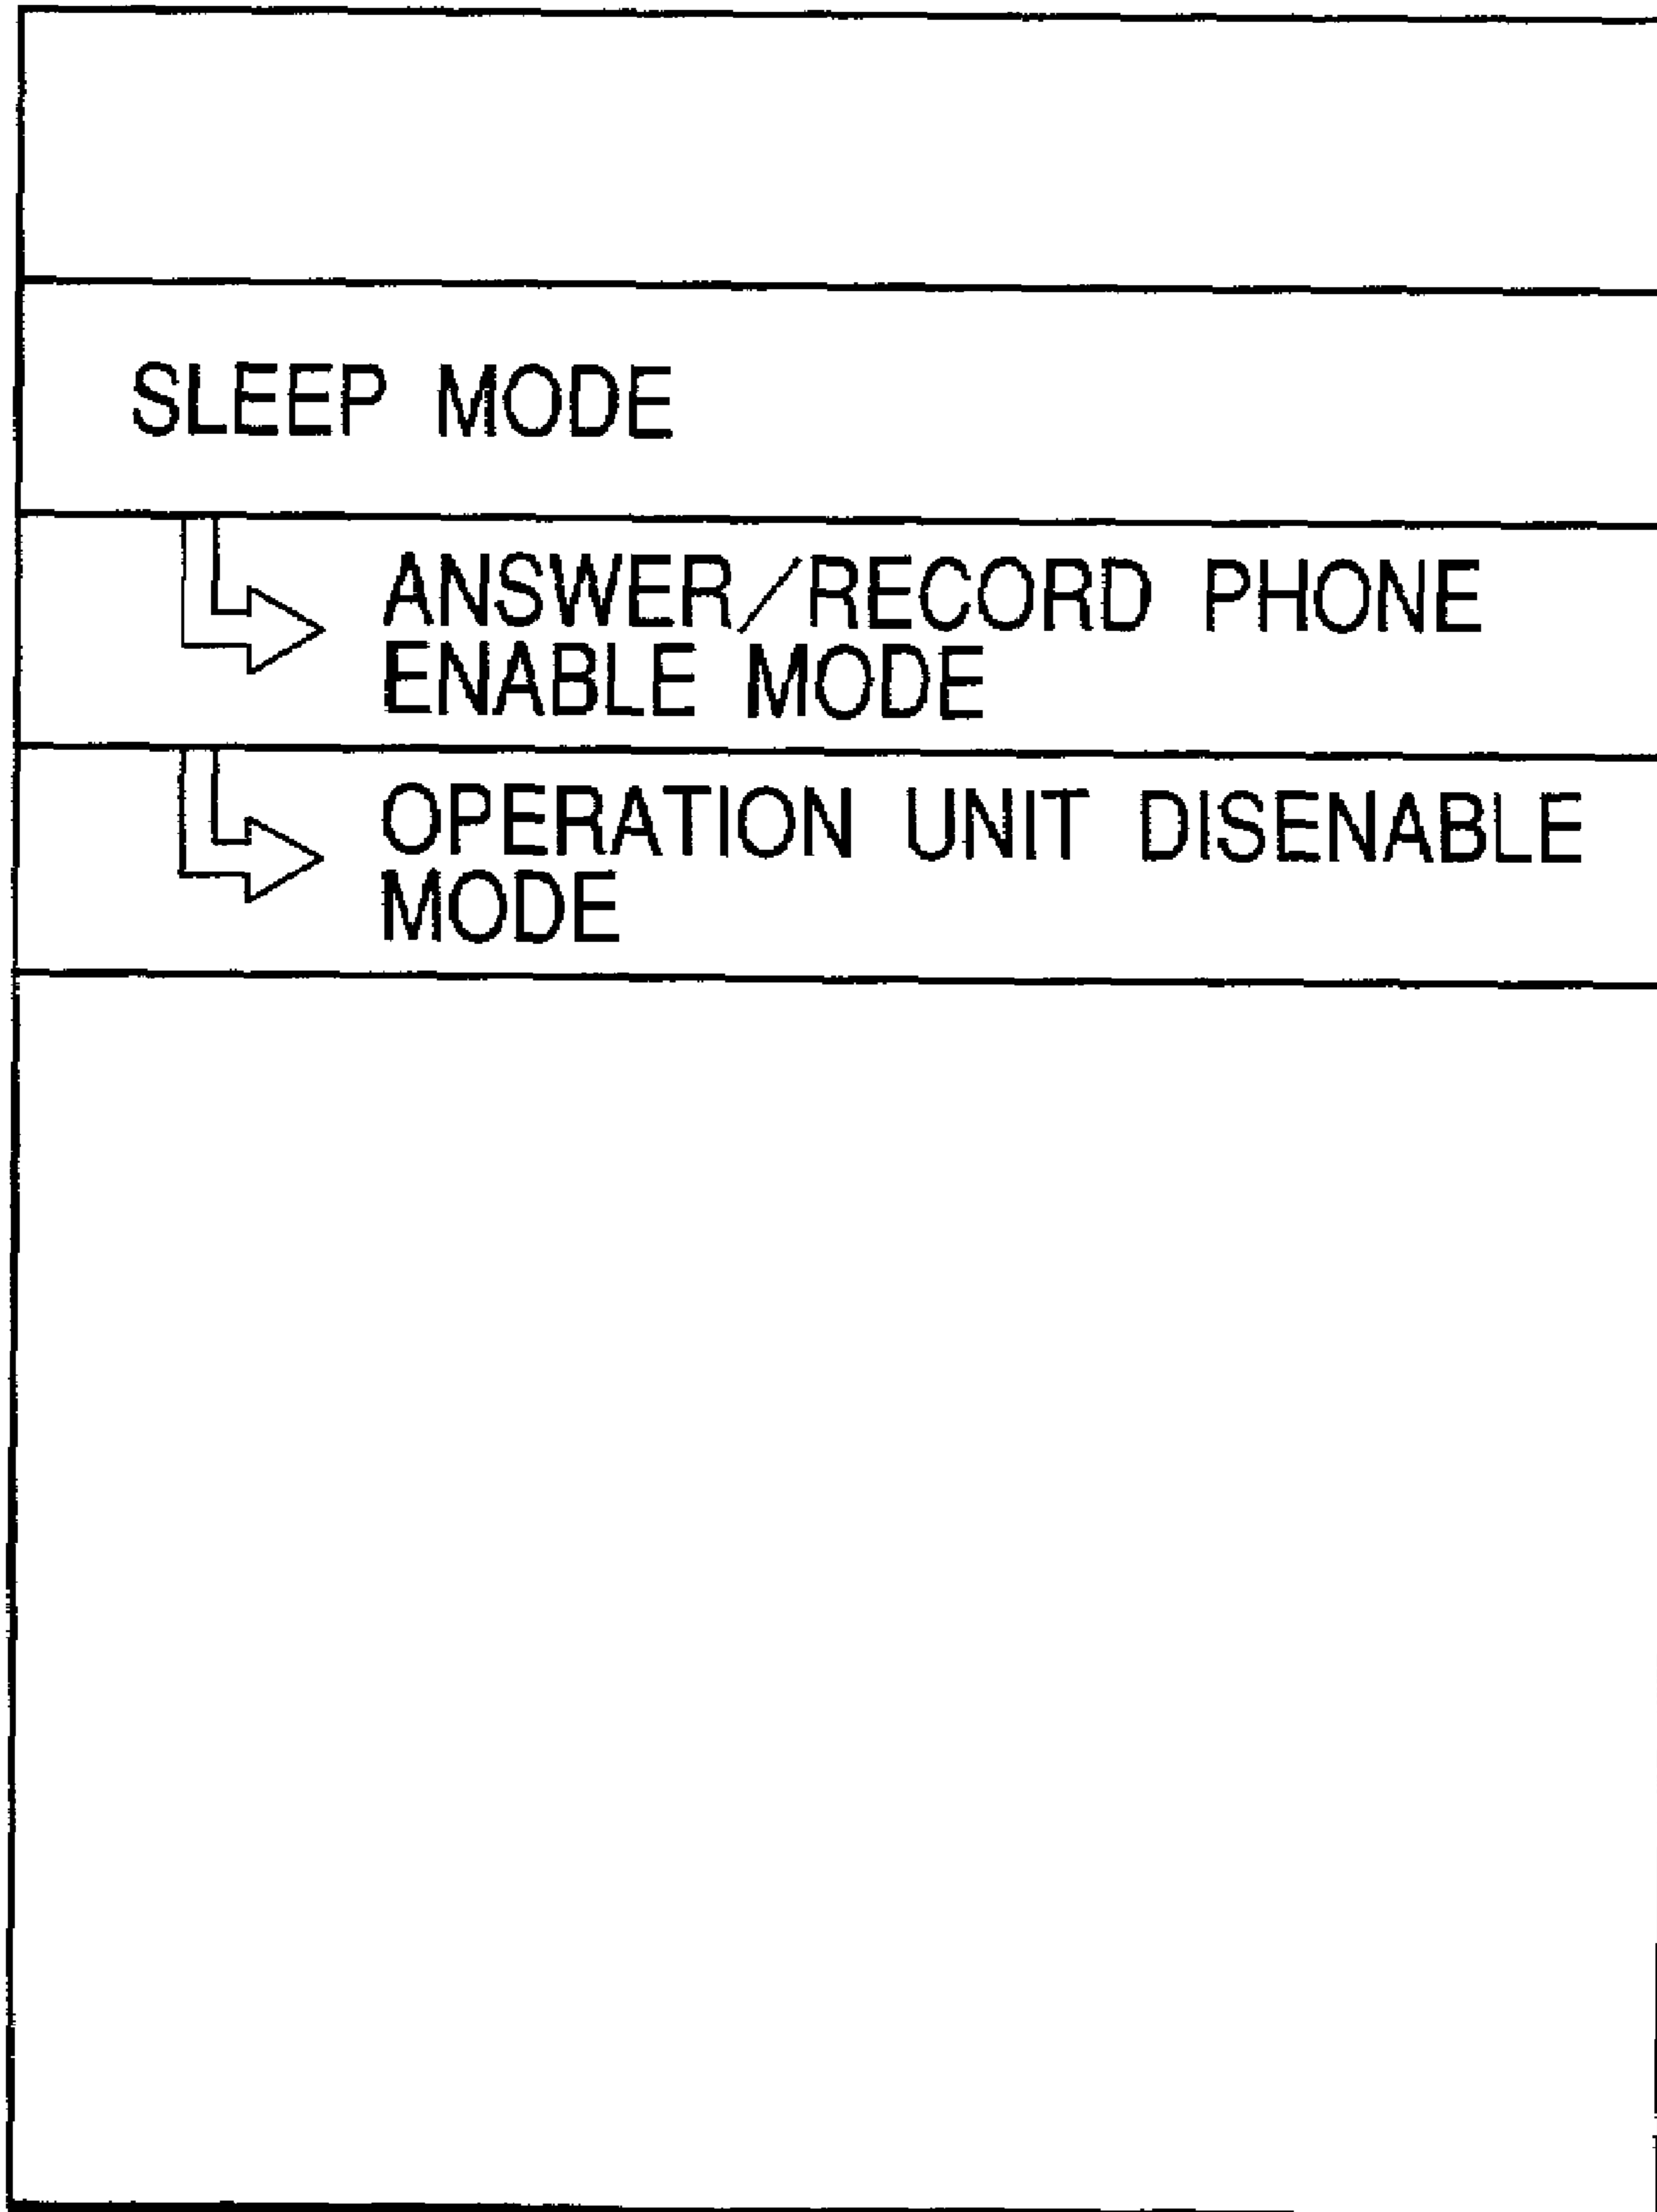 SLEEP MODE
ANSWER/RECORD PHONE
ENABLE MODE
OPERATION UNIT DISENABLE
MODE